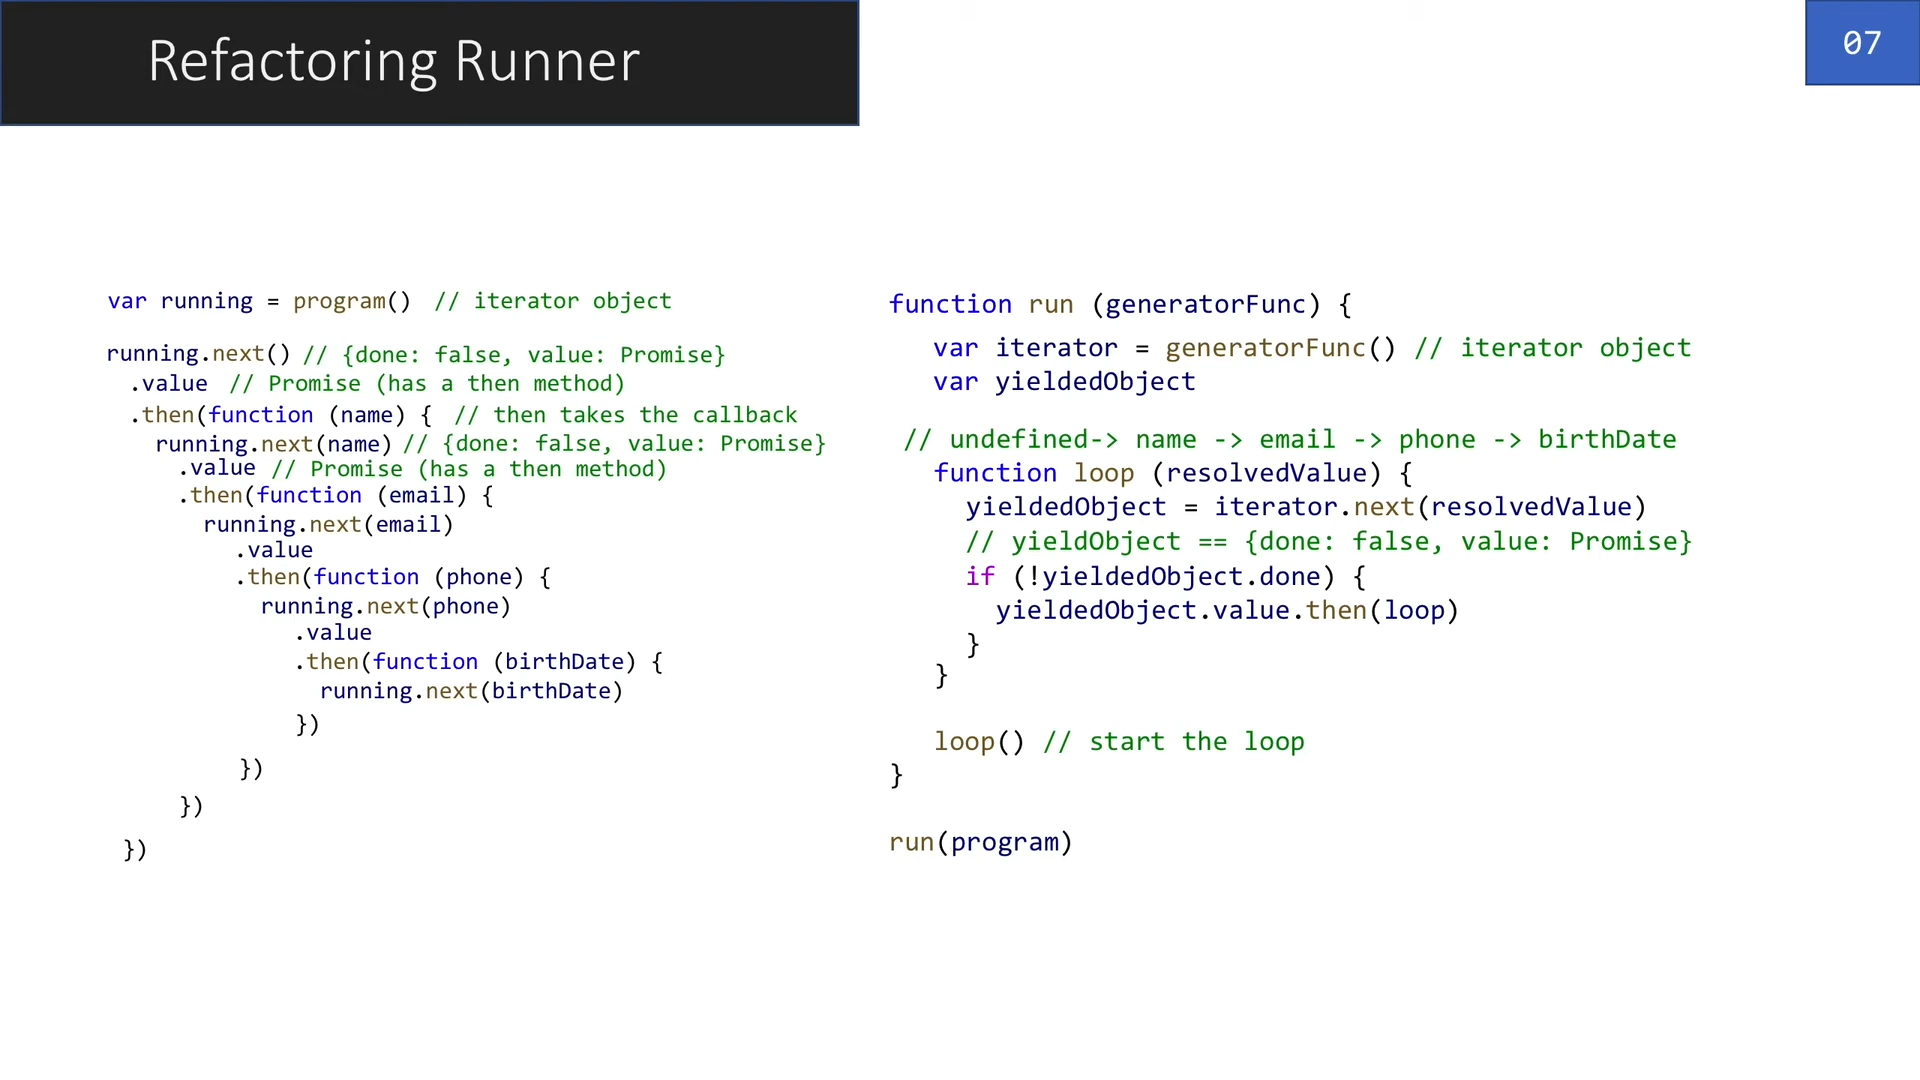 Refactoring Runner
07
var running = program() // iterator object
running.next() // {done: false, value: Promise}
.value // Promise (has a then method)
.then(function (name) { // then takes the callback
running.next(name) // {done: false, value: Promise}
.value // Promise (has a then method)
.then(function (email) {
running.next(email)
.value
.then(function (phone) {
running.next(phone)
.value
.then(function (birthDate) {
running.next(birthDate)
})
})
})
})
function run (generatorFunc) {
var iterator = generatorFunc() // iterator object
var yieldedObject
// undefined-> name -> email -> phone -> birthDate
function loop (resolvedValue) {
yieldedObject = iterator.next(resolvedValue)
// yieldObject == {done: false, value: Promise}
if (!yieldedObject.done) {
yieldedObject.value.then(loop)
}
}
loop() // start the loop
}
run(program)